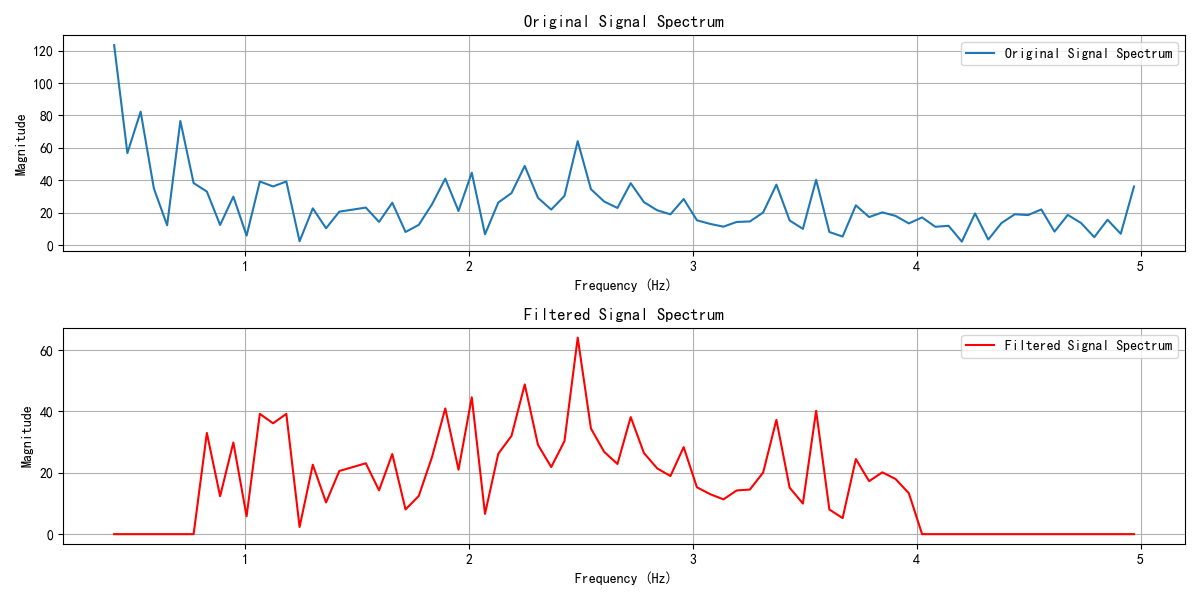 Original Signal Spectrum
120
100
80
60
40
20
0
Magnitude
Original Signal Spectrum
1
2
3
4
5
Frequency (Hz)
Filtered Signal Spectrum
60
40
20
0
Magnitude
Filtered Signal Spectrum
1
2
3
4
5
Frequency (Hz)